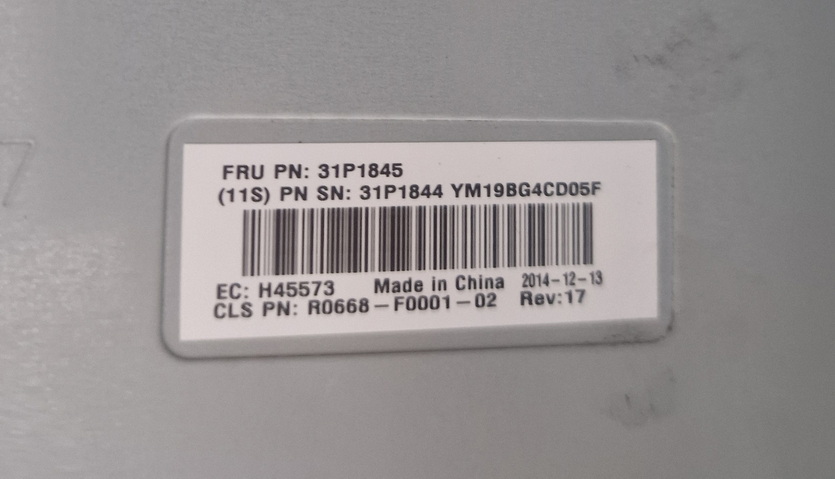 FRU PN: 31P1845
(11S) PN SN: 31P1844 YM19BG4CD05F
EC: H45573 Made in China 2014-12-13
CLS PN: R0668-F0001-02 Rev:17
7